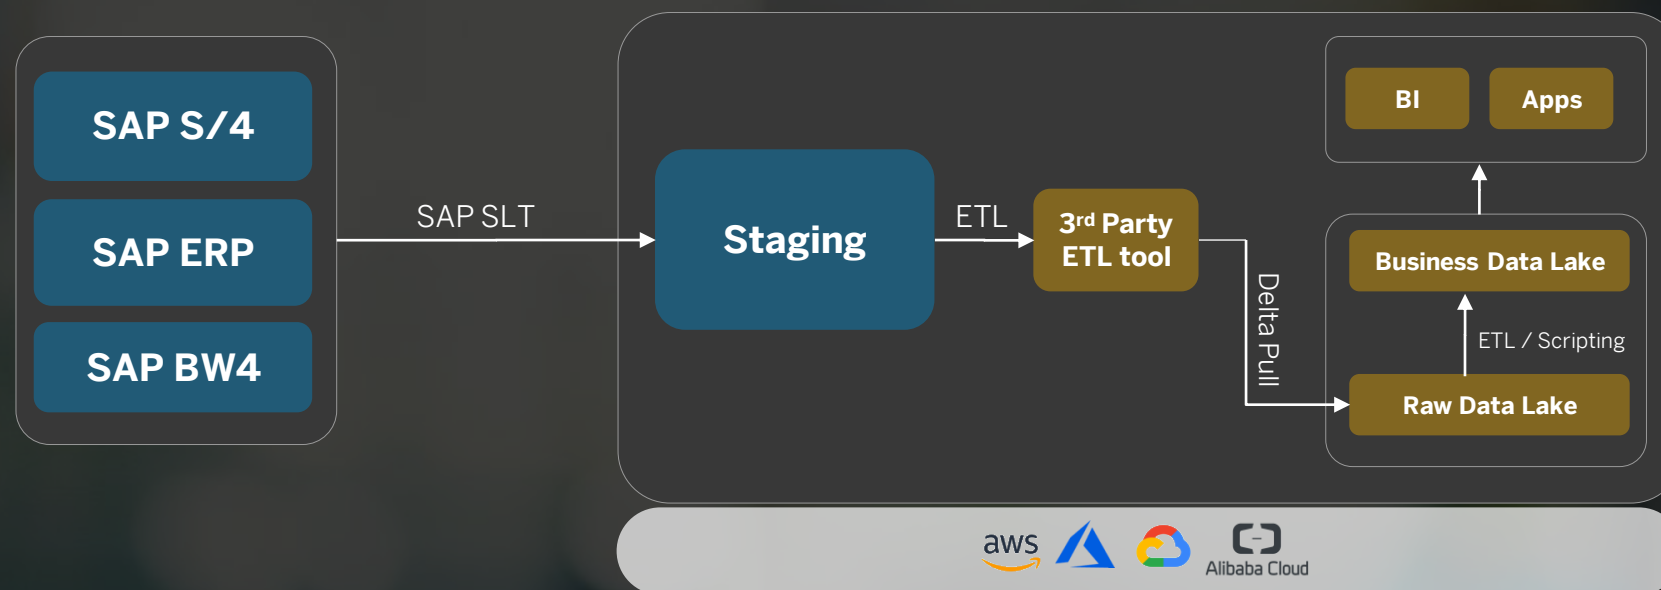 SAP S/4
SAP ERP
SAP BW4
SAP SLT
Staging
ETL
3rd Party
ETL tool
Delta Pull
BI
Apps
Business Data Lake
ETL / Scripting
Raw Data Lake
aws
Alibaba Cloud